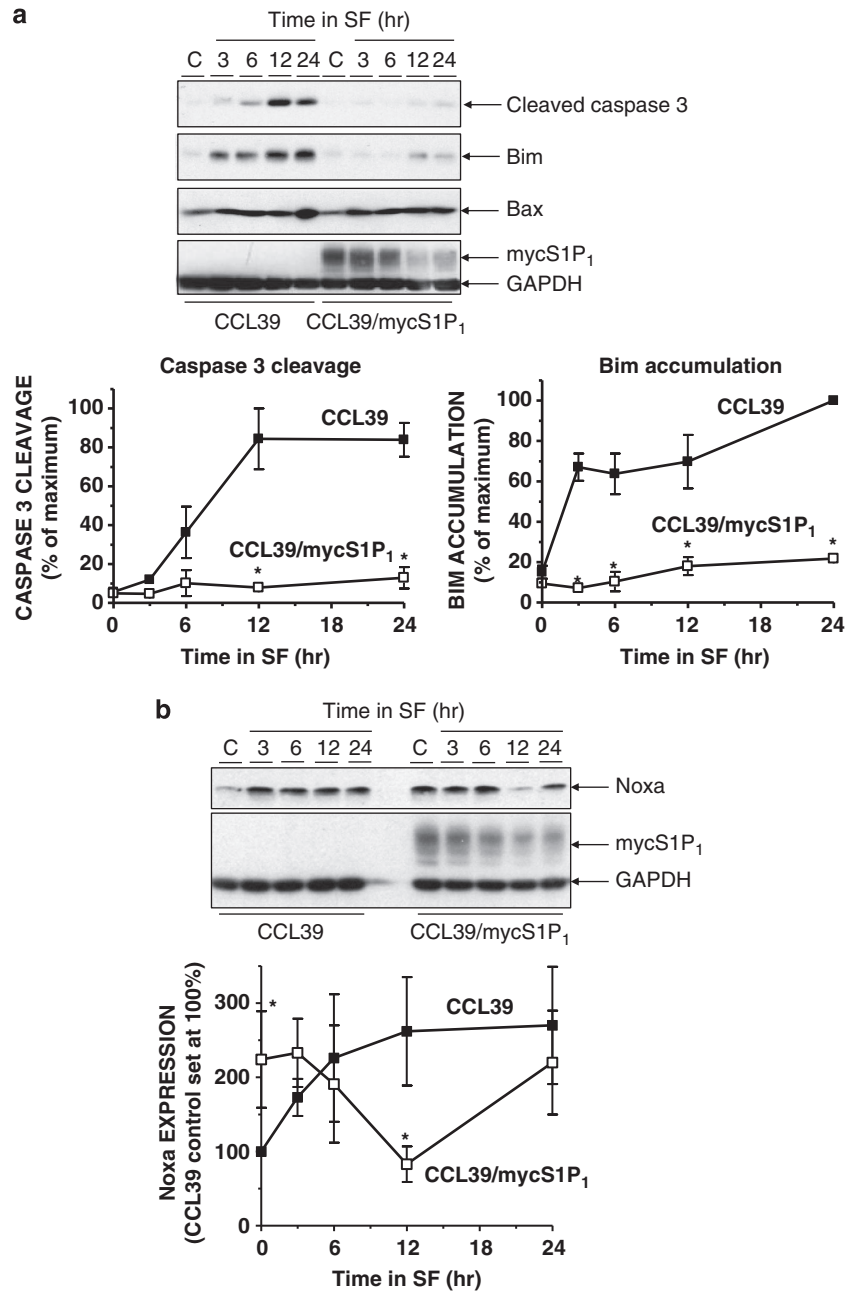 a
Time in SF (hr)
C 3 6 12 24 C 3 6 12 24
Cleaved caspase 3
Bim
Bax
mycS1P₁
GAPDH
CCL39 CCL39/mycS1P₁
Caspase 3 cleavage
CASPASE 3 CLEAVAGE
(% of maximum)
100
80
60
40
20
0
CCL39
CCL39/mycS1P₁
*
*
0 6 12 18 24
Time in SF (hr)
Bim accumulation
BIM ACCUMULATION
(% of maximum)
100
80
60
40
20
0
CCL39
CCL39/mycS1P₁
* * * *
0 6 12 18 24
Time in SF (hr)
b
Time in SF (hr)
C 3 6 12 24 C 3 6 12 24
Noxa
mycS1P₁
GAPDH
CCL39 CCL39/mycS1P₁
Noxa EXPRESSION
(CCL39 control set at 100%)
300
200
100
0
*
CCL39
*
CCL39/mycS1P₁
0 6 12 18 24
Time in SF (hr)